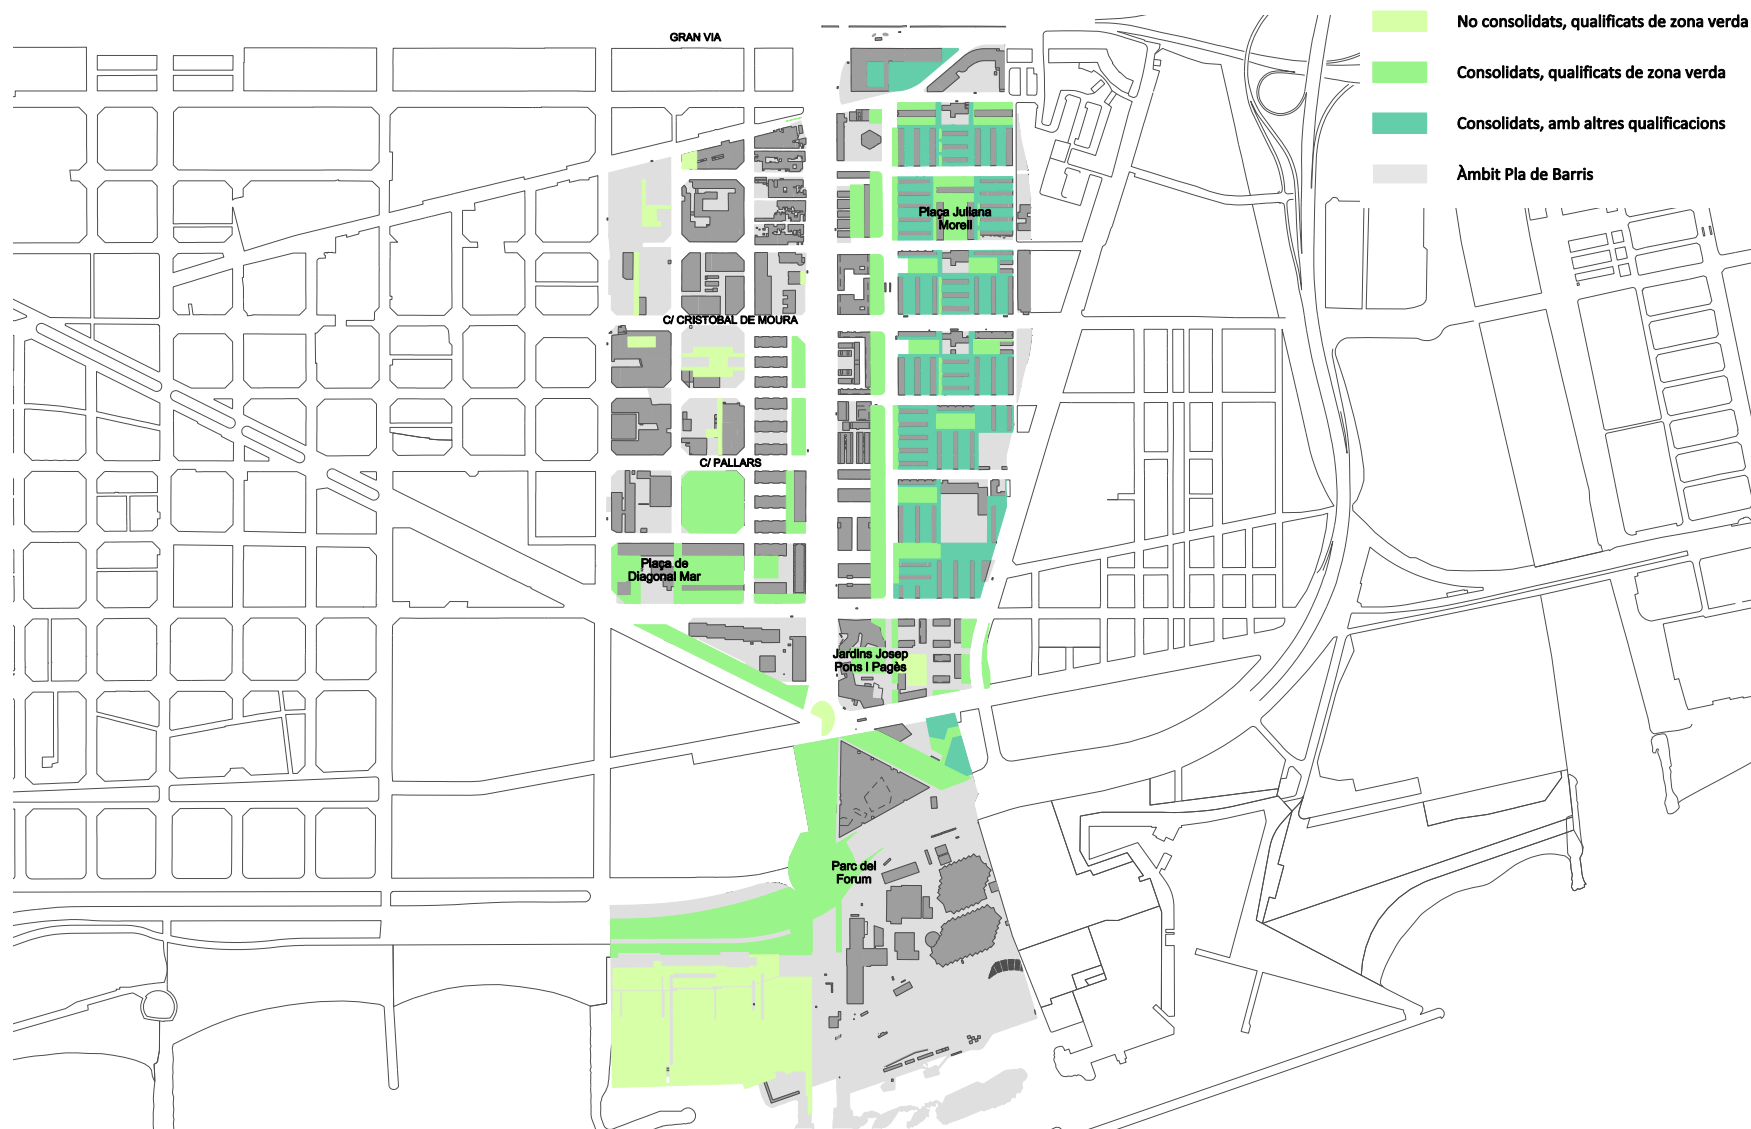 No consolidats, qualificats de zona verda
GRAN VIA
Consolidats, qualificats de zona verda
Consolidats, amb altres qualificacions
Àmbit Pla de Barris
Plaça Juliana
Morell
C/ CRISTOBAL DE MOURA
C/ PALLARS
Plaça de
Diagonal Mar
Jardins Josep
Pons i Pagès
Parc del
Forum